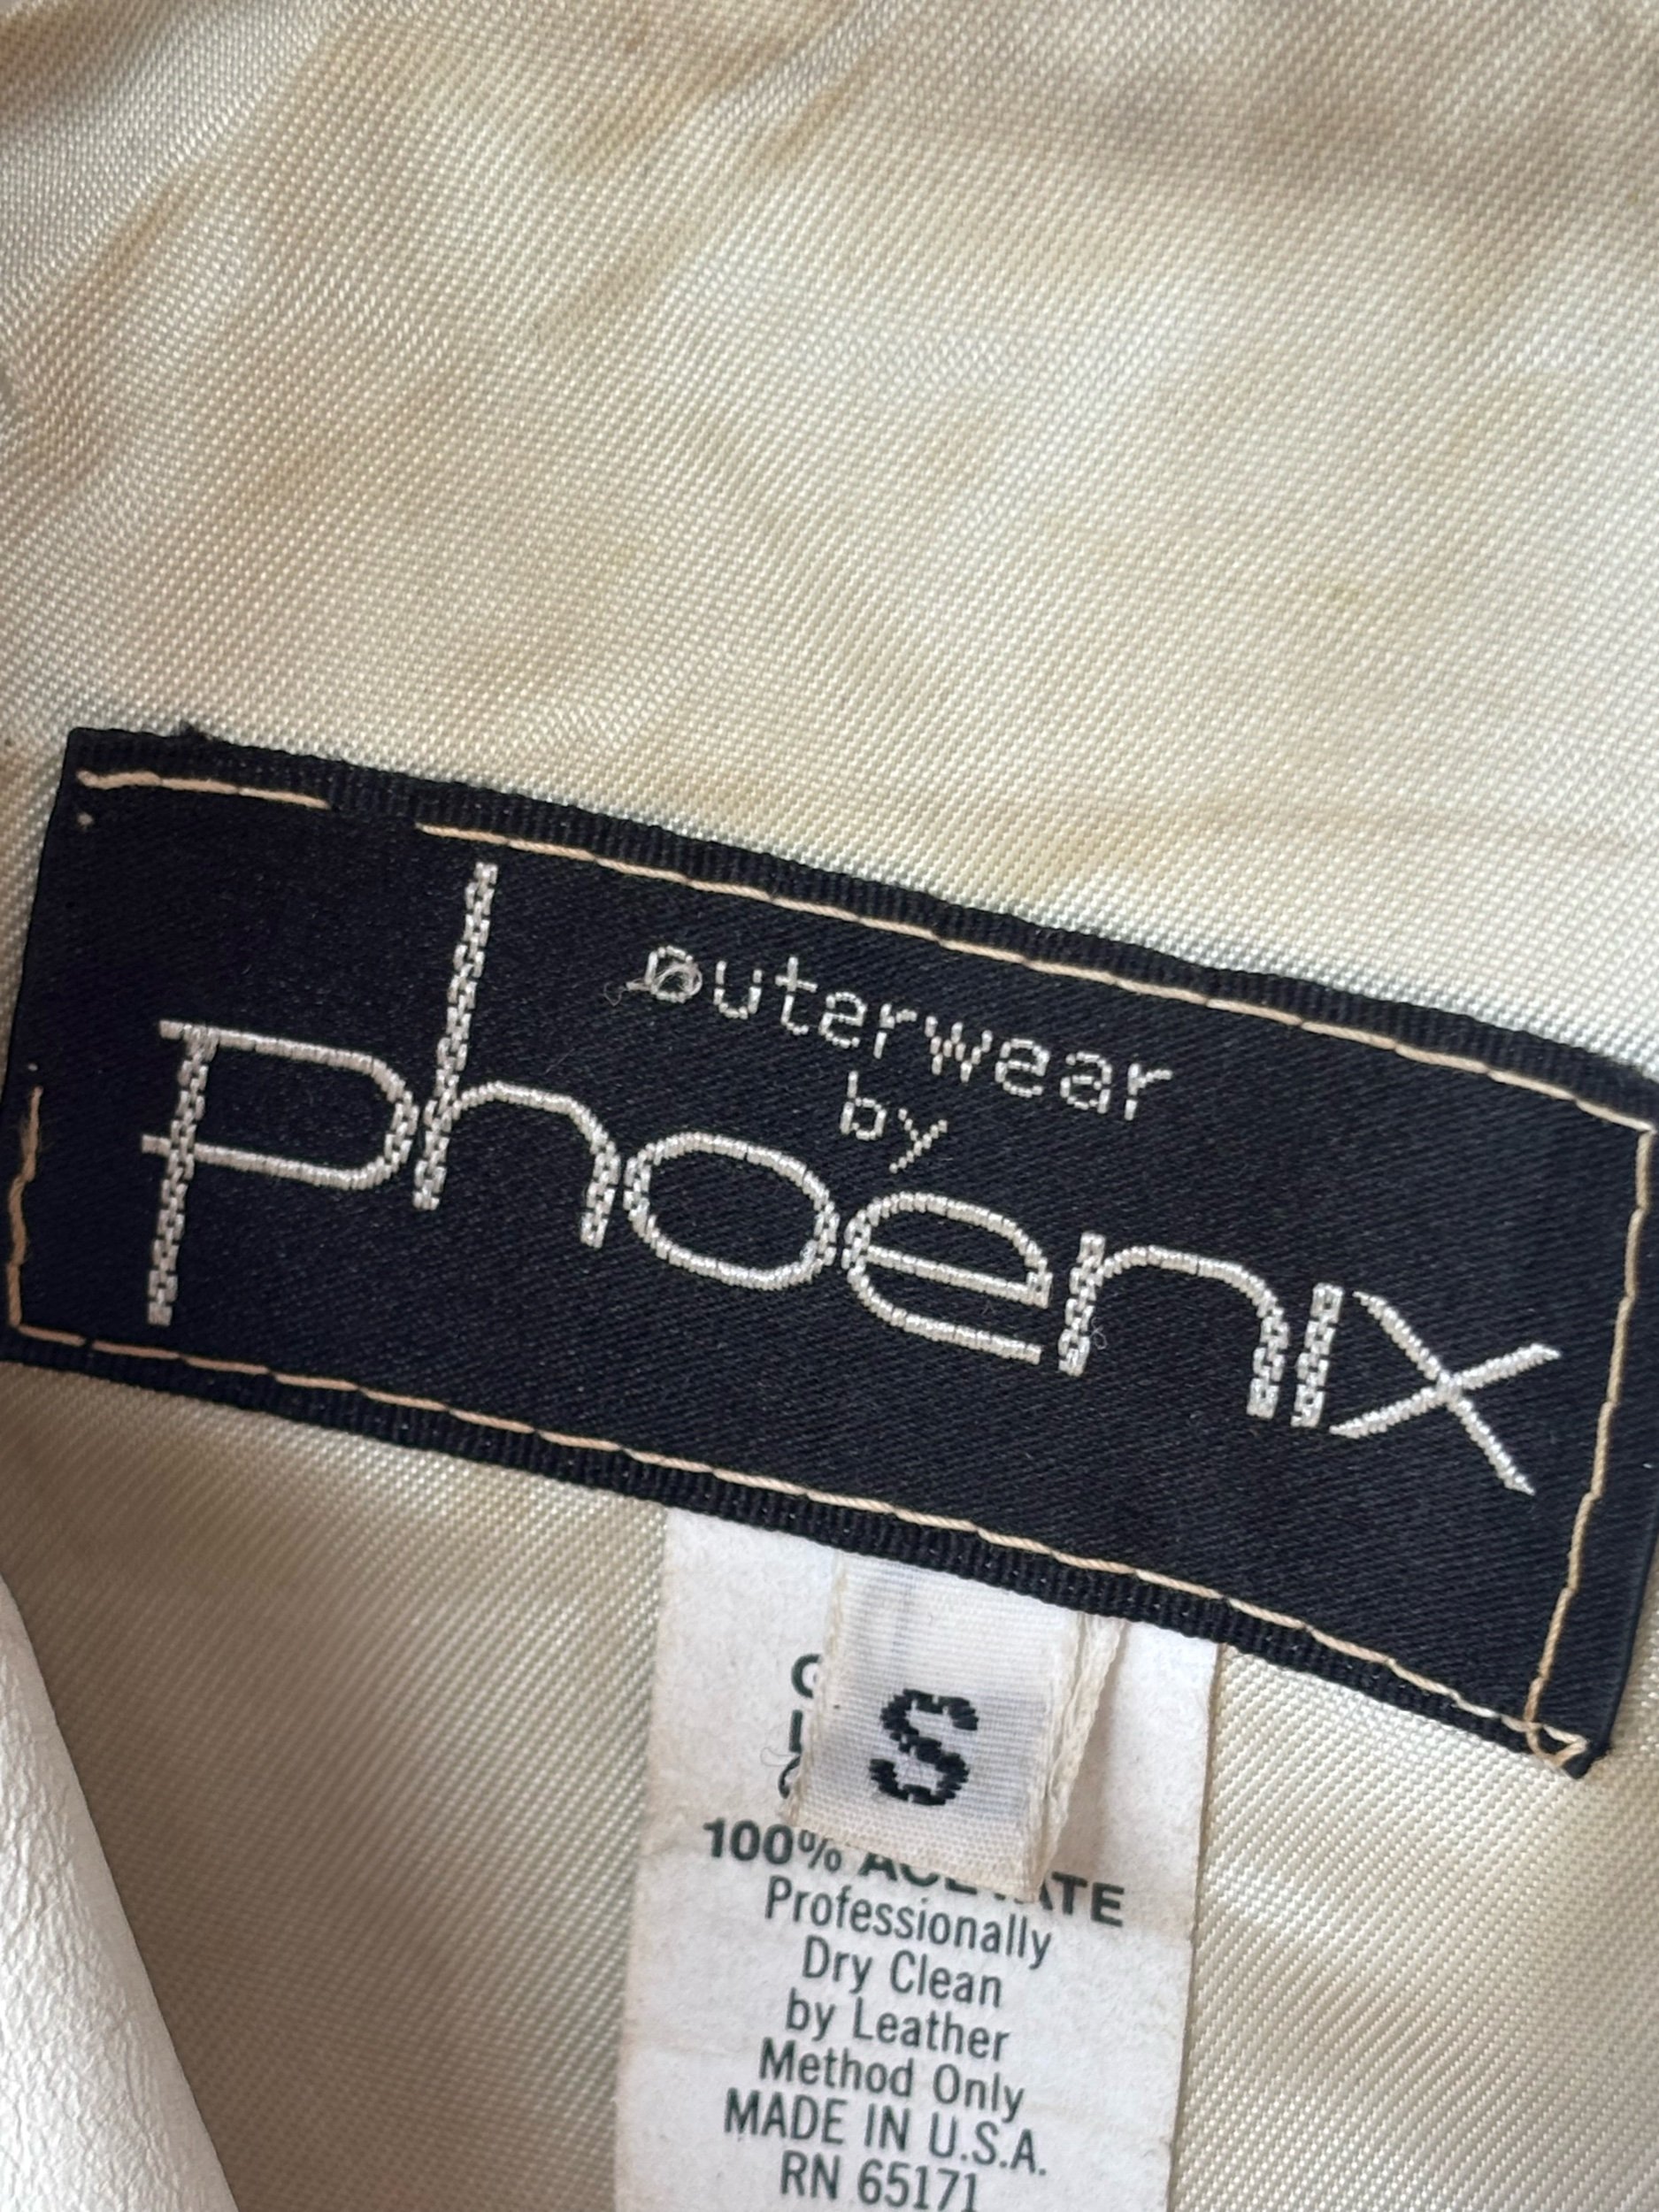 outerwear
by
phoenix
S
100% ACETATE
Professionally
Dry Clean
by Leather
Method Only
MADE IN U.S.A.
RN 65171